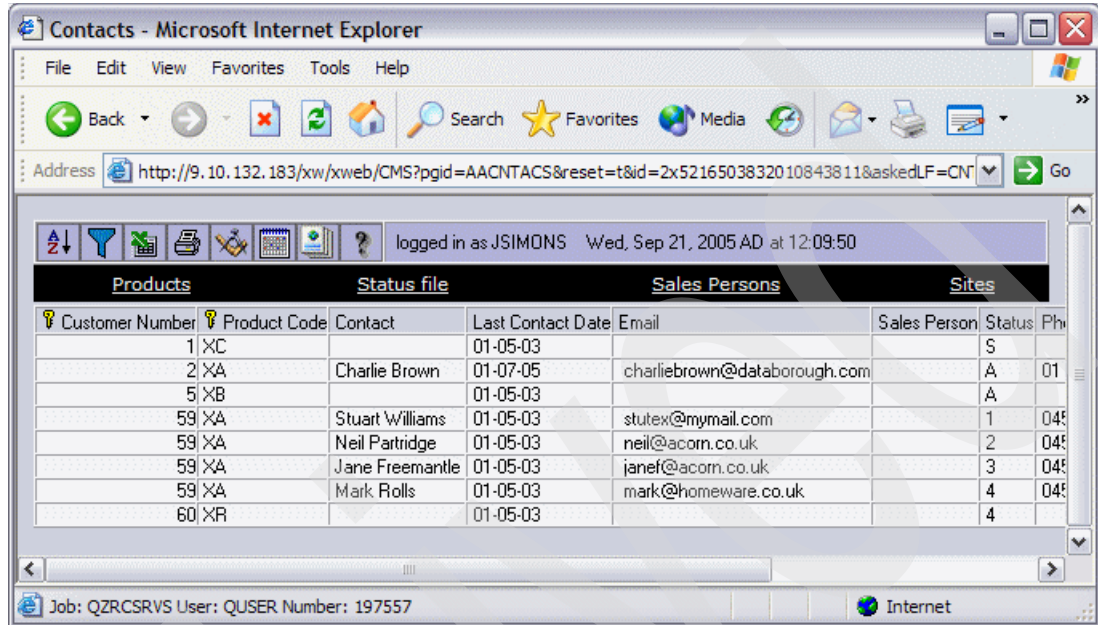 Contacts - Microsoft Internet Explorer
File Edit View Favorites Tools Help
Back Search Favorites Media »
Address http://9.10.132.183/xw/xweb/CMS?pgid=AACNTACS&reset=t&id=2x5216503832010843811&askedLF=CNT Go
logged in as JSIMONS Wed, Sep 21, 2005 AD at 12:09:50
Products Status file Sales Persons Sites
Customer Number Product Code Contact Last Contact Date Email Sales Person Status Pho
1 XC 01-05-03 S
2 XA Charlie Brown 01-07-05 charliebrown@databorough.com A 01
5 XB 01-05-03 A
59 XA Stuart Williams 01-05-03 stutex@mymail.com 1 045
59 XA Neil Partridge 01-05-03 neil@acorn.co.uk 2 045
59 XA Jane Freemantle 01-05-03 janef@acorn.co.uk 3 045
59 XA Mark Rolls 01-05-03 mark@homeware.co.uk 4 045
60 XR 01-05-03 4
Job: QZRCSRVS User: QUSER Number: 197557 Internet